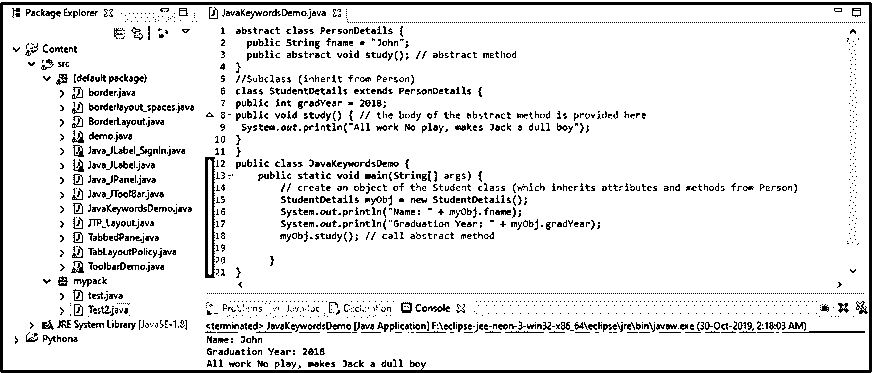 Package Explorer
Content
src
(default package)
border.java
borderlayout_spaces.java
BorderLayout.java
demo.java
Java_JLabel_SignIn.java
Java_JLabel.java
Java_JPanel.java
Java_JToolBar.java
JavaKeywordsDemo.java
JTP_Layout.java
TabbedPane.java
TabLayoutPolicy.java
ToolbarDemo.java
mypack
test.java
Test2.java
JRE System Library [JavaSE-1.8]
Pythona
JavaKeywordsDemo.java
1 abstract class PersonDetails {
2 public String fname = "John";
3 public abstract void study(); // abstract method
4 }
5 //Subclass (inherit from Person)
6 class StudentDetails extends PersonDetails {
7 public int gradYear = 2018;
8 public void study() { // the body of the abstract method is provided here
9 System.out.println("All work No play, makes Jack a dull boy");
10 }
11 }
12 public class JavaKeywordsDemo {
13 public static void main(String[] args) {
14 // create an object of the Student class (which inherits attributes and methods from Person)
15 StudentDetails myObj = new StudentDetails();
16 System.out.println("Name: " + myObj.fname);
17 System.out.println("Graduation Year: " + myObj.gradYear);
18 myObj.study(); // call abstract method
19
20 }
21 }
Problems Javadoc Declaration Console
<terminated> JavaKeywordsDemo [Java Application] F:\eclipse-jee-neon-3-win32-x86_64\eclipse\jre\bin\javaw.exe (30-Oct-2019, 2:18:03 AM)
Name: John
Graduation Year: 2018
All work No play, makes Jack a dull boy